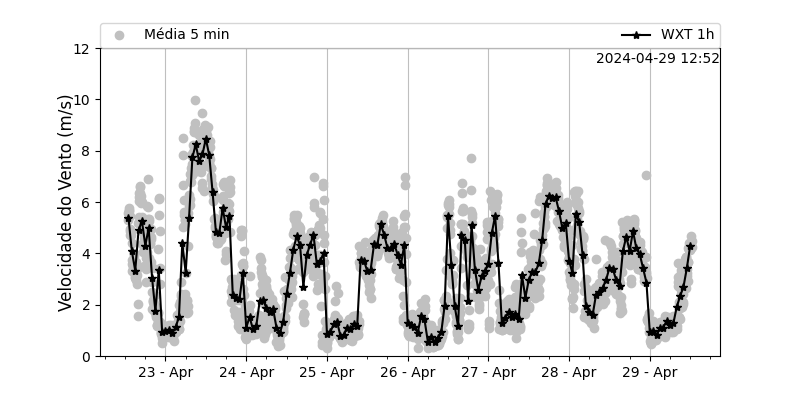 Média 5 min
WXT 1h
2024-04-29 12:52
Velocidade do Vento (m/s)
12
10
8
6
4
2
0
23 - Apr
24 - Apr
25 - Apr
26 - Apr
27 - Apr
28 - Apr
29 - Apr